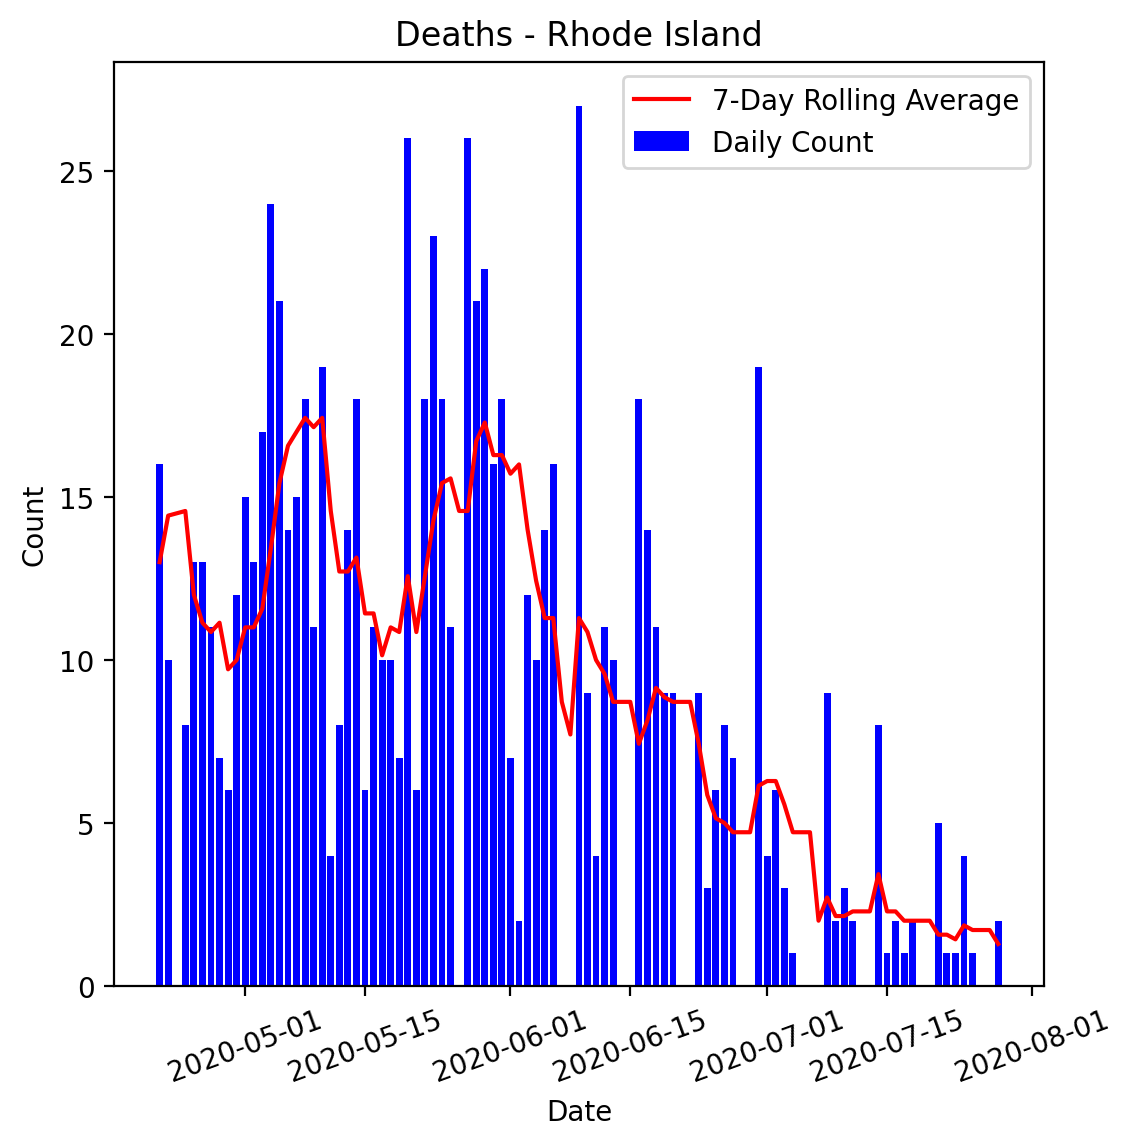 Deaths - Rhode Island
7-Day Rolling Average
Daily Count
25
20
15
10
5
0
Count
2020-05-01
2020-05-15
2020-06-01
2020-06-15
2020-07-01
2020-07-15
2020-08-01
Date